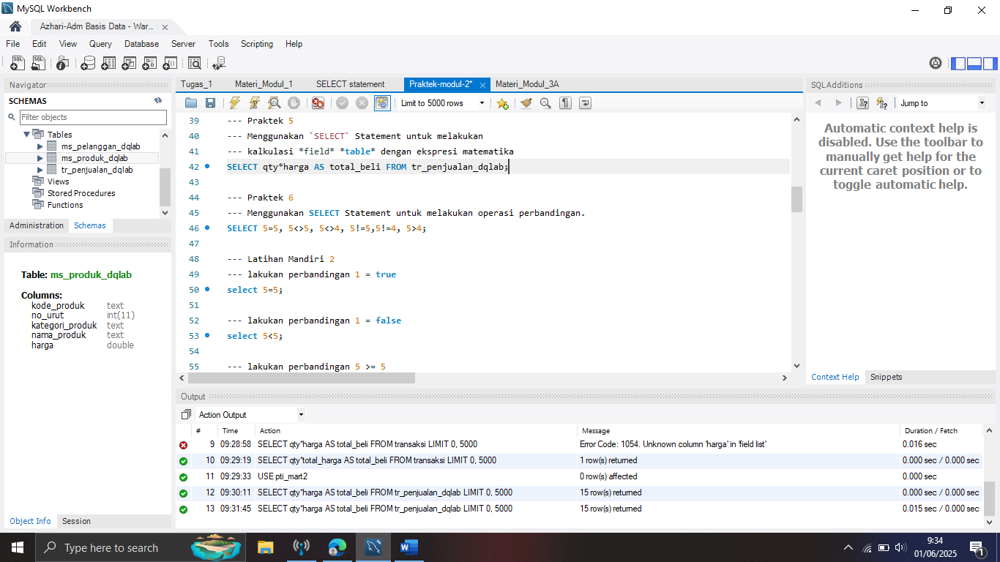 MySQL Workbench
Azhari-Adm Basis Data - War... ×
File Edit View Query Database Server Tools Scripting Help
Navigator
SCHEMAS
Filter objects
Tables
ms_pelanggan_dqlab
ms_produk_dqlab
tr_penjualan_dqlab
Views
Stored Procedures
Functions
Administration Schemas
Information
Table: ms_produk_dqlab
Columns:
kode_produk text
no_urut int(11)
kategori_produk text
nama_produk text
harga double
Object Info Session
Tugas_1 Materi_Modul_1 SELECT statement Praktek-modul-2* × Materi_Modul_3A
Limit to 5000 rows
39 --- Praktek 5
40 --- Menggunakan `SELECT` Statement untuk melakukan
41 --- kalkulasi *field* *table* dengan ekspresi matematika
42 SELECT qty*harga AS total_beli FROM tr_penjualan_dqlab;
43
44 --- Praktek 6
45 --- Menggunakan SELECT Statement untuk melakukan operasi perbandingan.
46 SELECT 5=5, 5<>5, 5<>4, 5!=5,5!=4, 5>4;
47
48 --- Latihan Mandiri 2
49 --- lakukan perbandingan 1 = true
50 select 5=5;
51
52 --- lakukan perbandingan 1 = false
53 select 5<5;
54
55 --- lakukan perbandingan 5 >= 5
SQLAdditions
Jump to
Automatic context help is
disabled. Use the toolbar to
manually get help for the
current caret position or to
toggle automatic help.
Context Help Snippets
Output
Action Output
# Time Action Message Duration / Fetch
9 09:28:58 SELECT qty*harga AS total_beli FROM transaksi LIMIT 0, 5000 Error Code: 1054. Unknown column 'harga' in 'field list' 0.016 sec
10 09:29:19 SELECT qty*total_harga AS total_beli FROM transaksi LIMIT 0, 5000 1 row(s) returned 0.000 sec / 0.000 sec
11 09:29:33 USE pti_mart2 0 row(s) affected 0.000 sec
12 09:30:11 SELECT qty*harga AS total_beli FROM tr_penjualan_dqlab LIMIT 0, 5000 15 row(s) returned 0.000 sec / 0.000 sec
13 09:31:45 SELECT qty*harga AS total_beli FROM tr_penjualan_dqlab LIMIT 0, 5000 15 row(s) returned 0.015 sec / 0.000 sec
Type here to search
9:34
01/06/2025
1